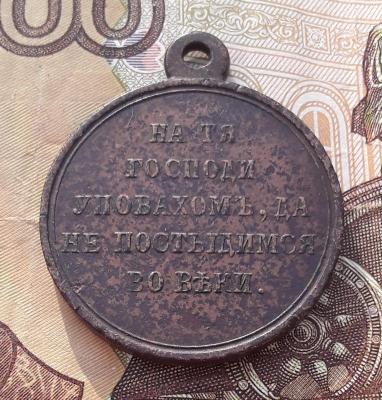 НА ТЯ
ГОСПОДИ
УПОВАХОМЪ, ДА
НЕ ПОСТЫДИМСЯ
ВО ВѢКИ.